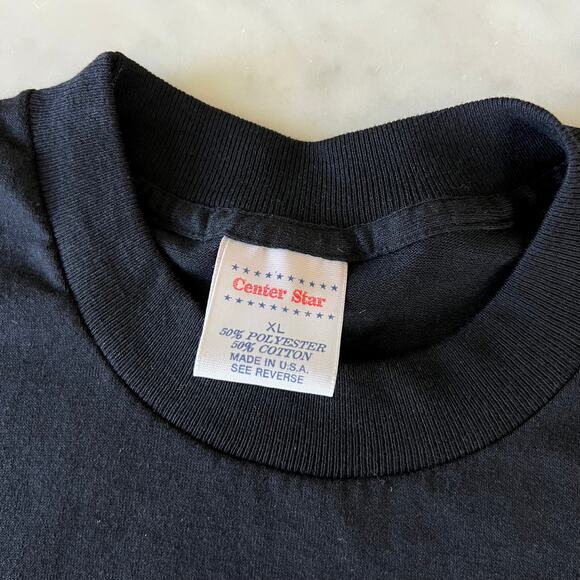 Center Star
XL
50% POLYESTER
50% COTTON
MADE IN U.S.A.
SEE REVERSE